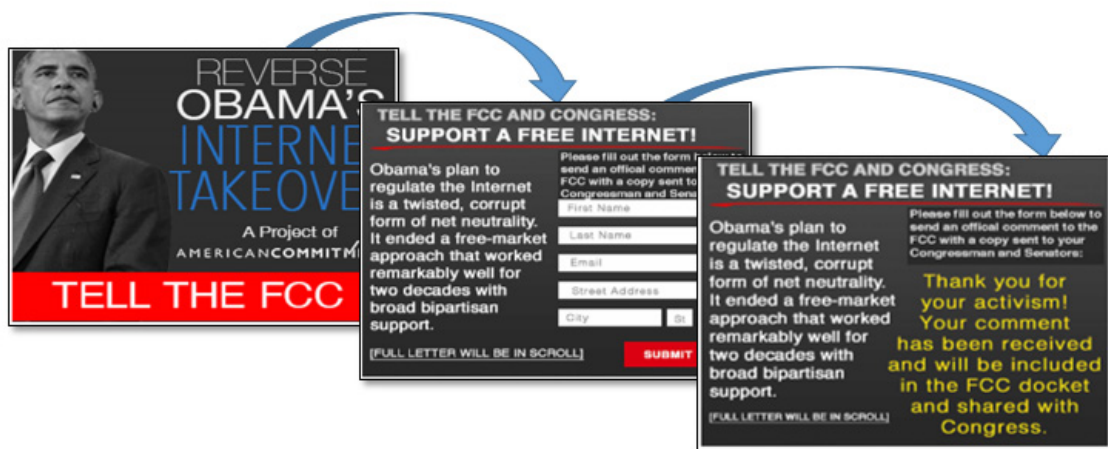 REVERSE
OBAMA'S
INTERNE
TAKEOVE
A Project of
AMERICANCOMMITM
TELL THE FCC
TELL THE FCC AND CONGRESS:
SUPPORT A FREE INTERNET!
Obama's plan to
regulate the Internet
is a twisted, corrupt
form of net neutrality.
It ended a free-market
approach that worked
remarkably well for
two decades with
broad bipartisan
support.
[FULL LETTER WILL BE IN SCROLL]
Please fill out the form below to
send an offical comment
FCC with a copy sent to
Congressman and Sena
First Name
Last Name
Email
Street Address
City
St
SUBMIT
TELL THE FCC AND CONGRESS:
SUPPORT A FREE INTERNET!
Obama's plan to
regulate the Internet
is a twisted, corrupt
form of net neutrality.
It ended a free-market
approach that worked
remarkably well for
two decades with
broad bipartisan
support.
[FULL LETTER WILL BE IN SCROLL]
Please fill out the form below to
send an offical comment to the
FCC with a copy sent to your
Congressman and Senators:
Thank you for
your activism!
Your comment
has been received
and will be included
in the FCC docket
and shared with
Congress.